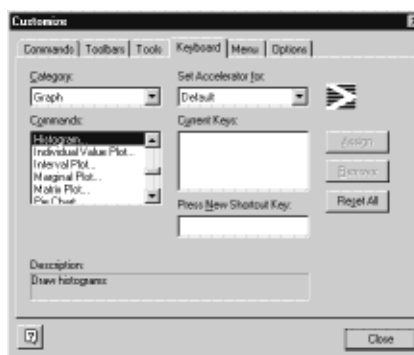 Customize
Commands Toolbars Tools Keyboard Menu Options
Category: Set Accelerator for:
Graph Default
Commands: Current Keys:
Histogram...
Individual Value Plot...
Interval Plot...
Marginal Plot...
Matrix Plot...
Pie Chart...
Assign
Remove
Reset All
Press New Shortcut Key:
Description:
Draw histograms
Close